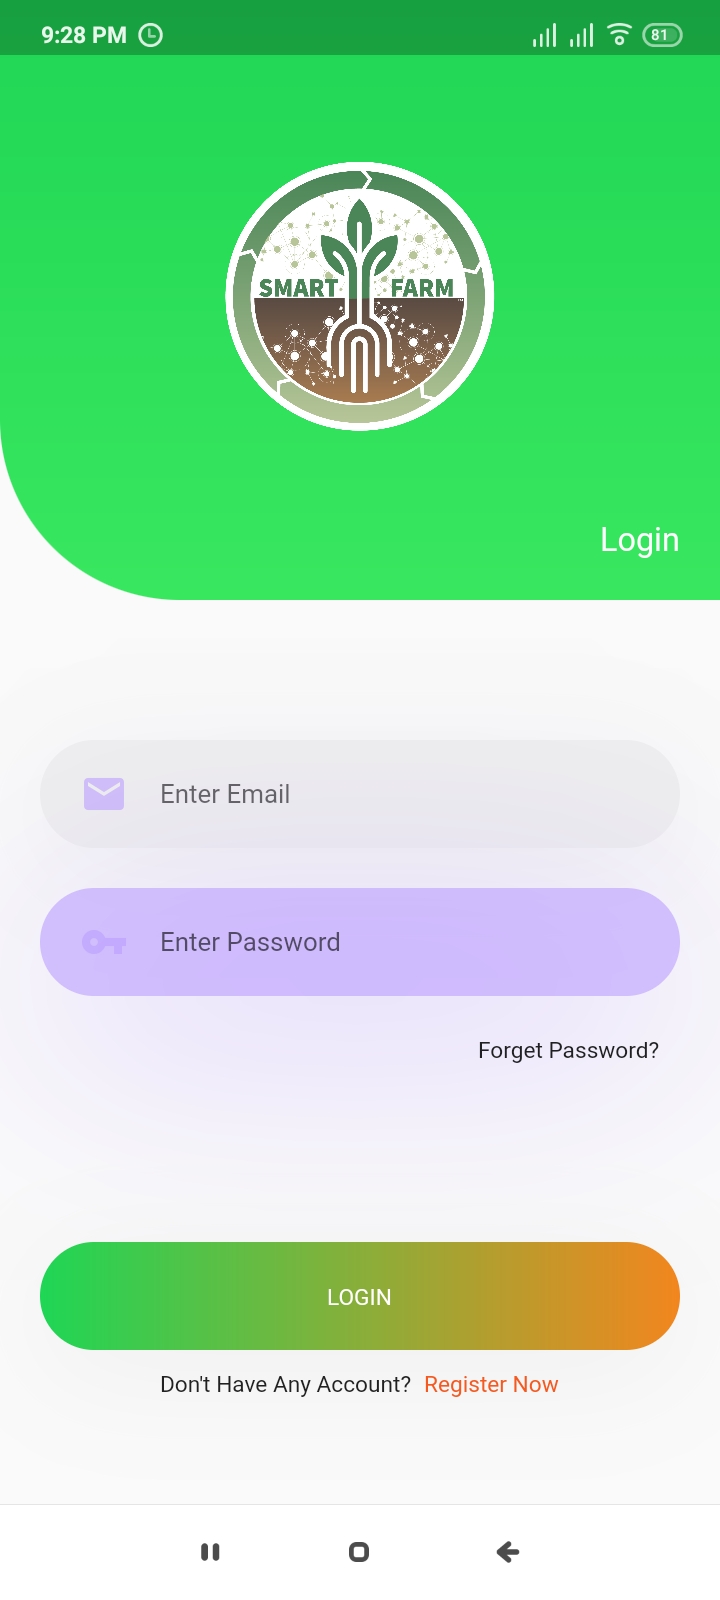 9:28 PM 81
SMART FARM
Login
Enter Email
Enter Password
Forget Password?
LOGIN
Don't Have Any Account? Register Now